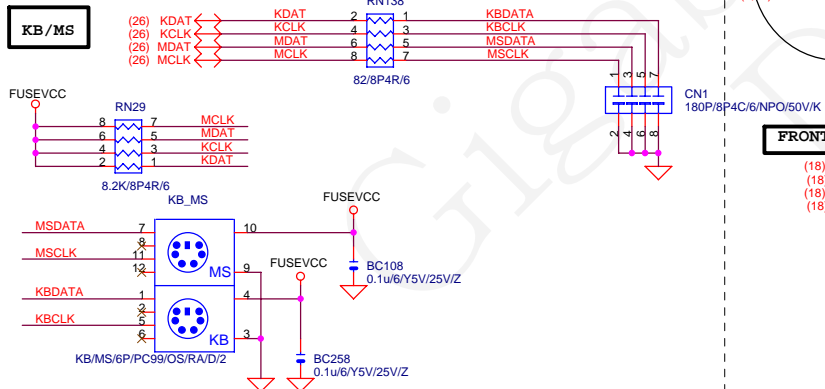 KB/MS
RN138
(26) KDAT KDAT 2 1 KBDATA
(26) KCLK KCLK 4 3 KBCLK
(26) MDAT MDAT 6 5 MSDATA
(26) MCLK MCLK 8 7 MSCLK
82/8P4R/6
1 3 5 7
CN1
180P/8P4C/6/NPO/50V/K
2 4 6 8
FUSEVCC
RN29
8 7 MCLK
6 5 MDAT
4 3 KCLK
2 1 KDAT
8.2K/8P4R/6
FRONT
(18)
(18
(18)
(18
KB_MS
FUSEVCC
MSDATA 7 10
8
MSCLK 11
12 MS 9
BC108
0.1u/6/Y5V/25V/Z
FUSEVCC
KBDATA 1 4
2
KBCLK 5
6 KB 3
KB/MS/6P/PC99/OS/RA/D/2
BC258
0.1u/6/Y5V/25V/Z